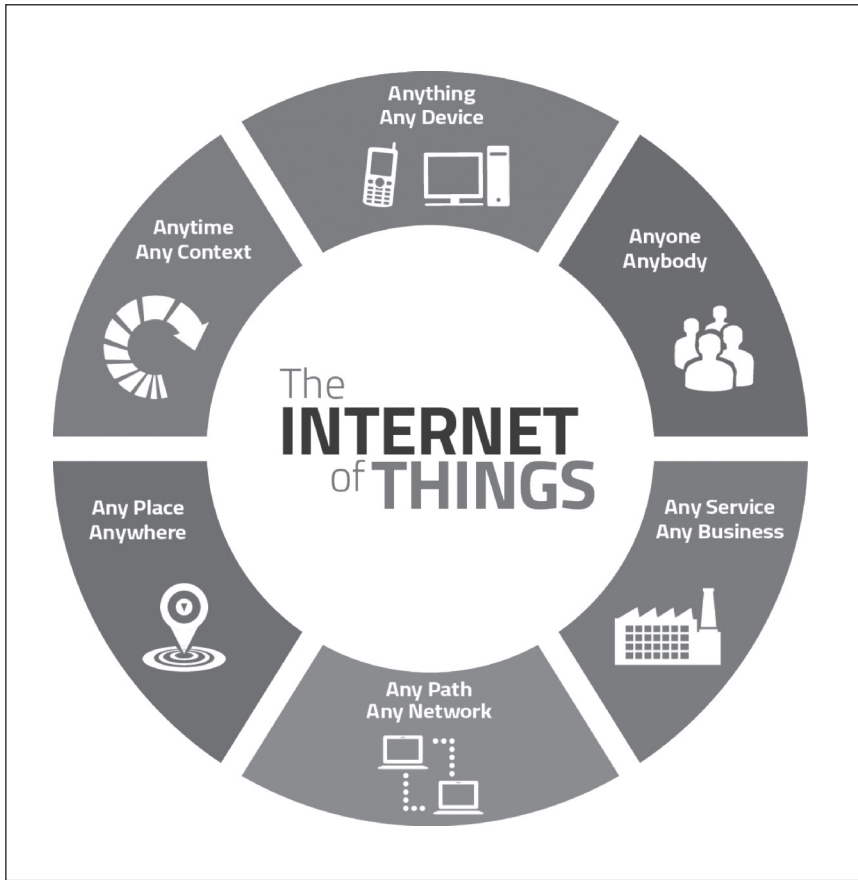 Anything
Any Device
Anyone
Anybody
Any Service
Any Business
Any Path
Any Network
Any Place
Anywhere
Anytime
Any Context
The
INTERNET
of THINGS